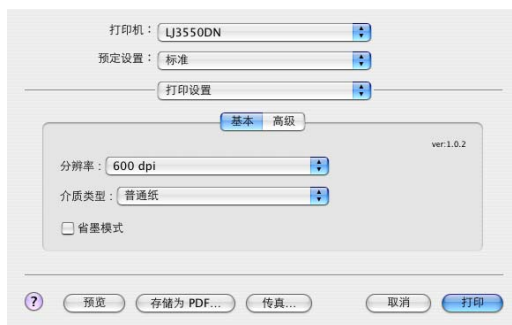 打印机： LJ3550DN
预定设置： 标准
打印设置
基本 高级
ver:1.0.2
分辨率： 600 dpi
介质类型： 普通纸
省墨模式
? 预览 存储为 PDF... 传真... 取消 打印